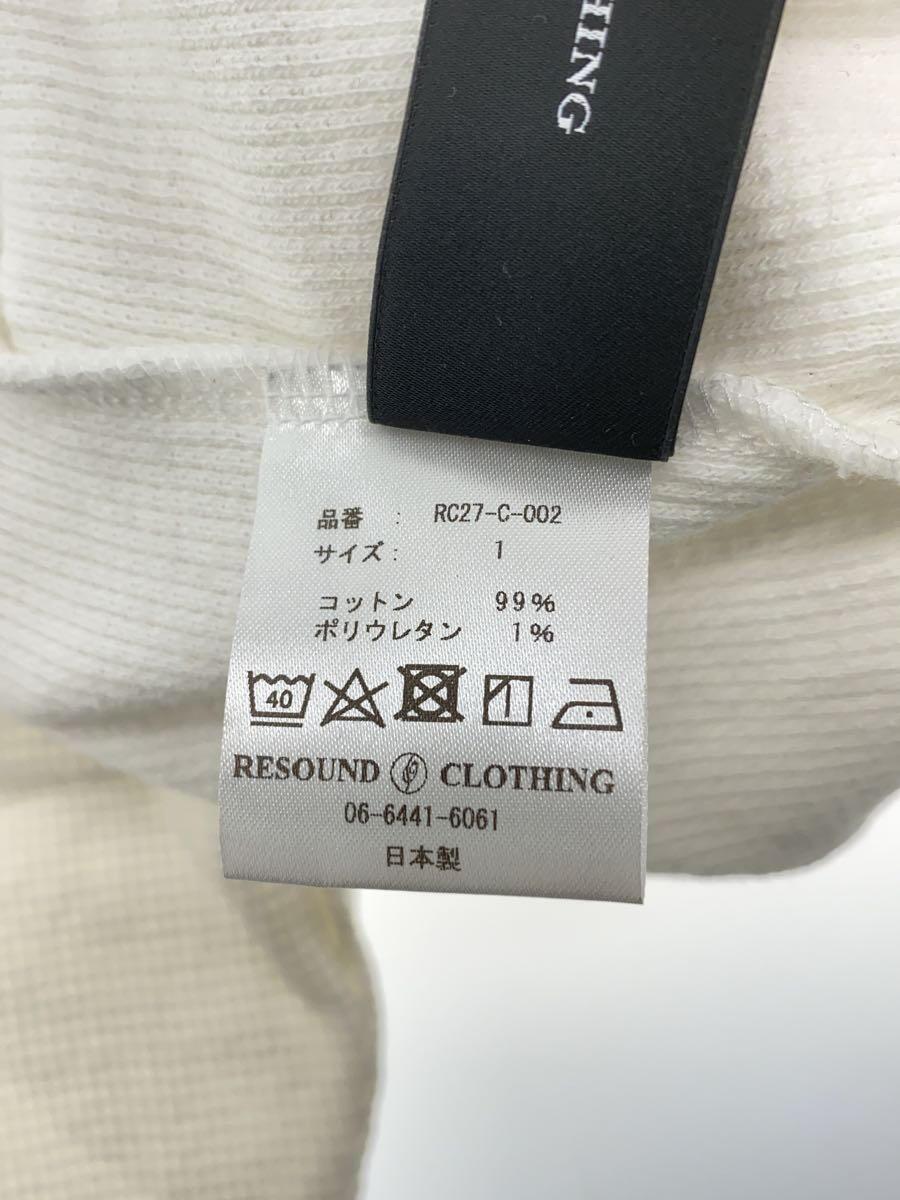 HING
品番 : RC27-C-002
サイズ: 1
コットン 99%
ポリウレタン 1%
40
RESOUND CLOTHING
06-6441-6061
日本製